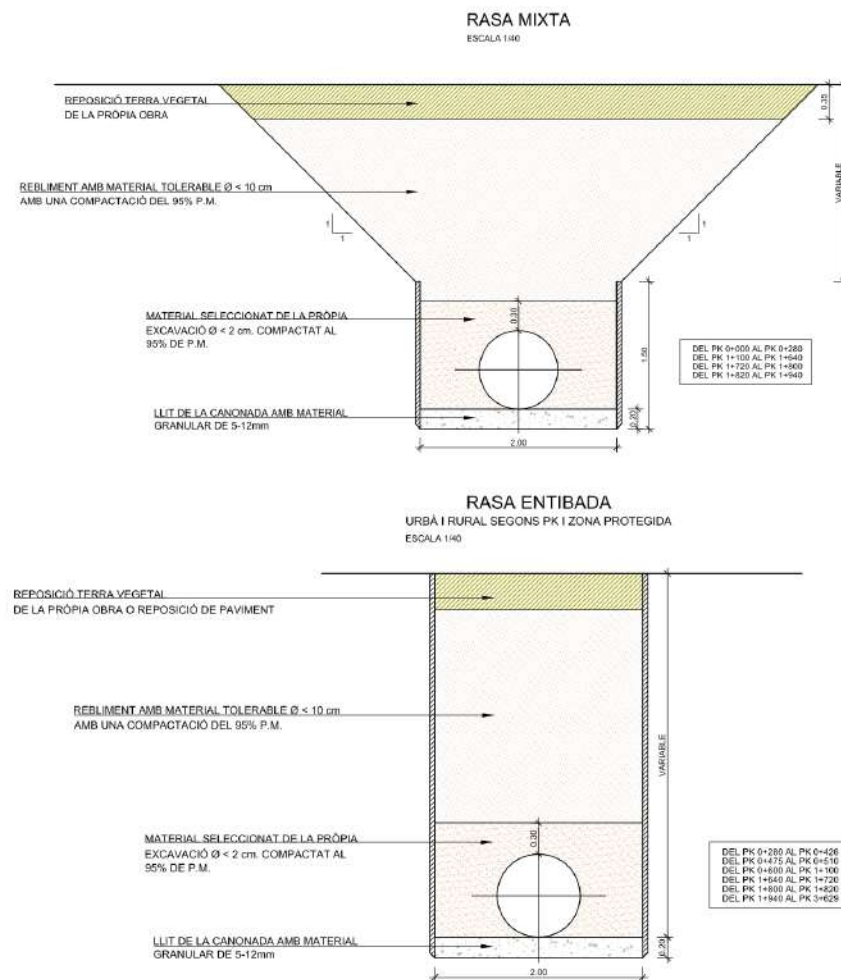 RASA MIXTA
ESCALA 1/40
REPOSICIÓ TERRA VEGETAL
DE LA PRÒPIA OBRA
0.35
REBLIMENT AMB MATERIAL TOLERABLE Ø < 10 cm
AMB UNA COMPACTACIÓ DEL 95% P.M.
VARIABLE
1
1
1
1
MATERIAL SELECCIONAT DE LA PRÒPIA
EXCAVACIÓ Ø < 2 cm. COMPACTAT AL
95% DE P.M.
0.30
1.50
DEL PK 0+000 AL PK 0+280
DEL PK 1+100 AL PK 1+640
DEL PK 1+720 AL PK 1+800
DEL PK 1+820 AL PK 1+940
LLIT DE LA CANONADA AMB MATERIAL
GRANULAR DE 5-12mm
0.20
2.00
RASA ENTIBADA
URBÀ I RURAL SEGONS PK I ZONA PROTEGIDA
ESCALA 1/40
REPOSICIÓ TERRA VEGETAL
DE LA PRÒPIA OBRA O REPOSICIÓ DE PAVIMENT
REBLIMENT AMB MATERIAL TOLERABLE Ø < 10 cm
AMB UNA COMPACTACIÓ DEL 95% P.M.
VARIABLE
MATERIAL SELECCIONAT DE LA PRÒPIA
EXCAVACIÓ Ø < 2 cm. COMPACTAT AL
95% DE P.M.
0.30
DEL PK 0+280 AL PK 0+426
DEL PK 0+475 AL PK 0+510
DEL PK 0+600 AL PK 1+100
DEL PK 1+640 AL PK 1+720
DEL PK 1+800 AL PK 1+820
DEL PK 1+940 AL PK 3+629
LLIT DE LA CANONADA AMB MATERIAL
GRANULAR DE 5-12mm
0.20
2.00